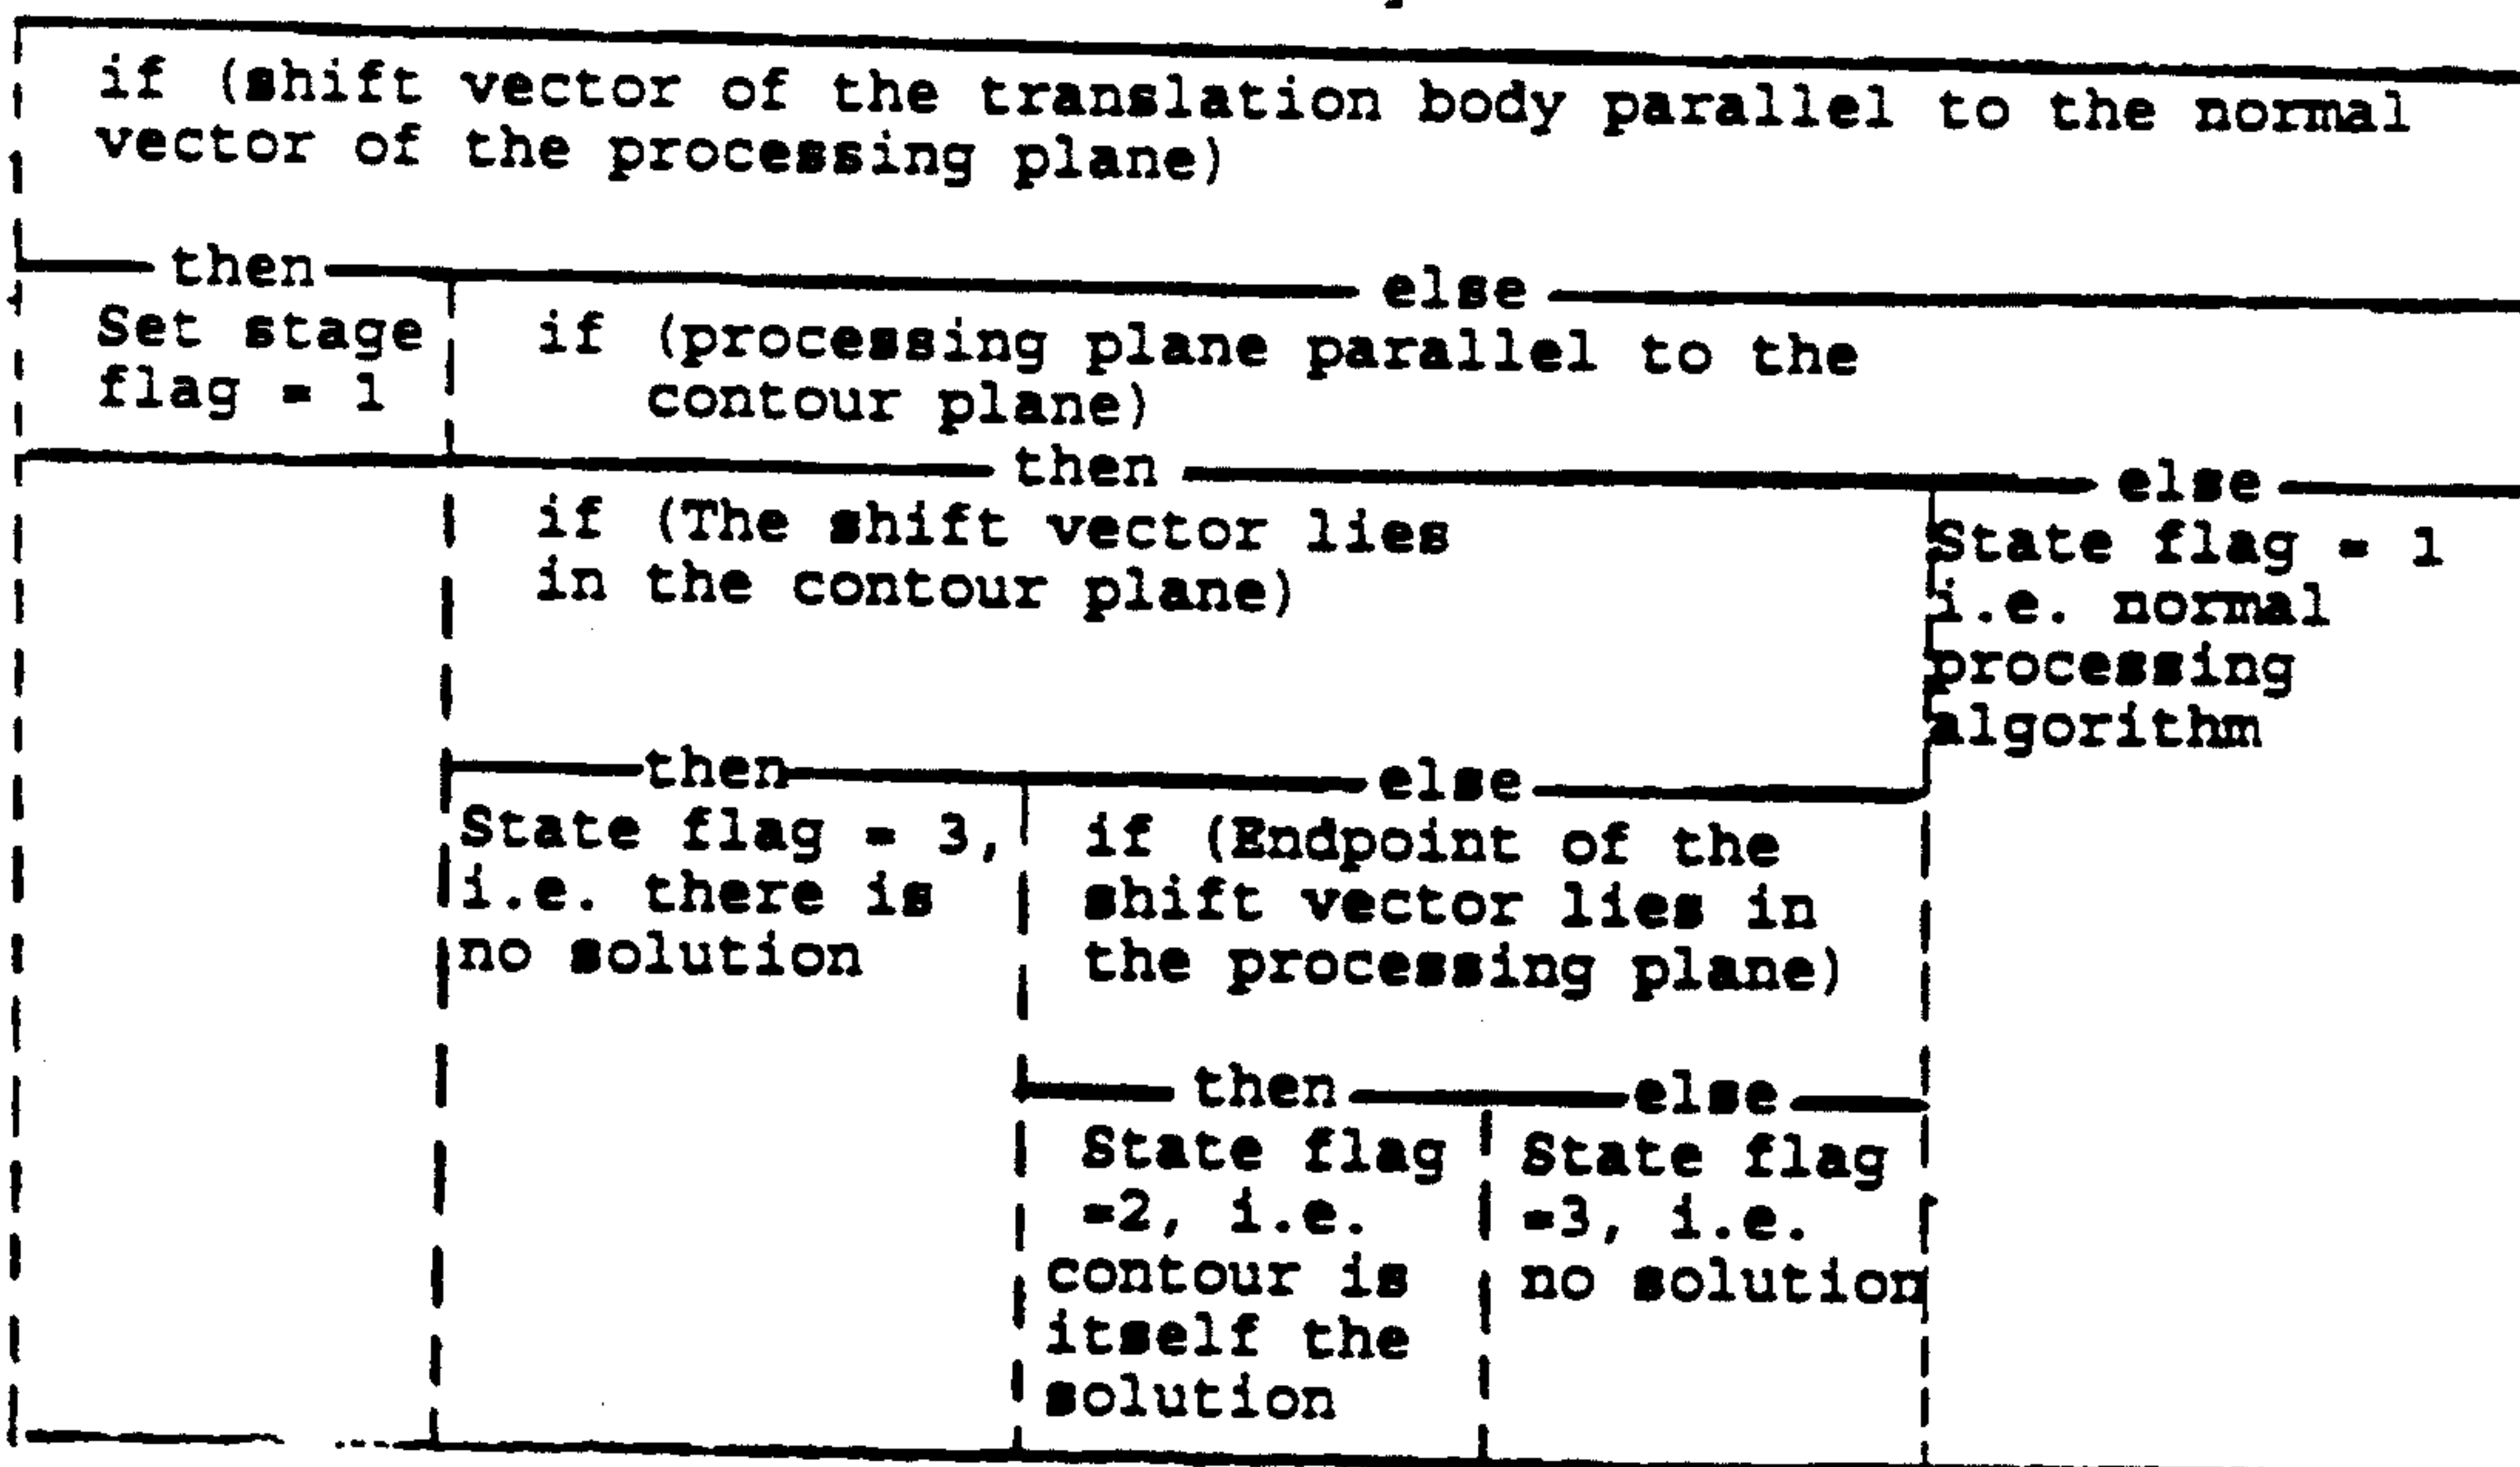 if (shift vector of the translation body parallel to the normal
vector of the processing plane)
then
else
Set stage
flag = 1
if (processing plane parallel to the
contour plane)
then
else
if (The shift vector lies
in the contour plane)
State flag = 1
i.e. normal
processing
algorithm
then
else
State flag = 3,
i.e. there is
no solution
if (Endpoint of the
shift vector lies in
the processing plane)
then
else
State flag
=2, i.e.
contour is
itself the
solution
State flag
=3, i.e.
no solution